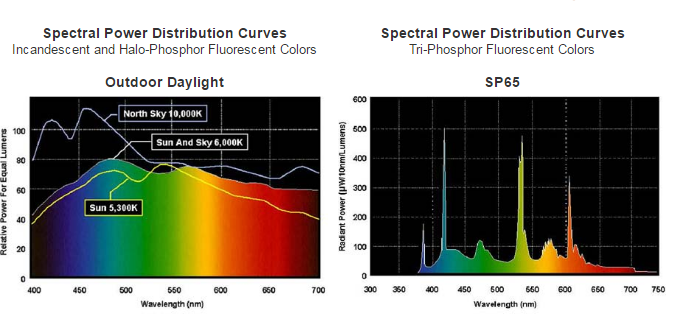 Spectral Power Distribution Curves
Incandescent and Halo-Phosphor Fluorescent Colors
Outdoor Daylight
Relative Power For Equal Lumens
100
80
60
40
20
0
North Sky 10,000K
Sun And Sky 6,000K
Sun 5,300K
400 450 500 550 600 650 700
Wavelength (nm)
Spectral Power Distribution Curves
Tri-Phosphor Fluorescent Colors
SP65
Radiant Power (µW/10nm/Lumens)
600
500
400
300
200
100
300 350 400 450 500 550 600 650 700 750
Wavelength (nm)